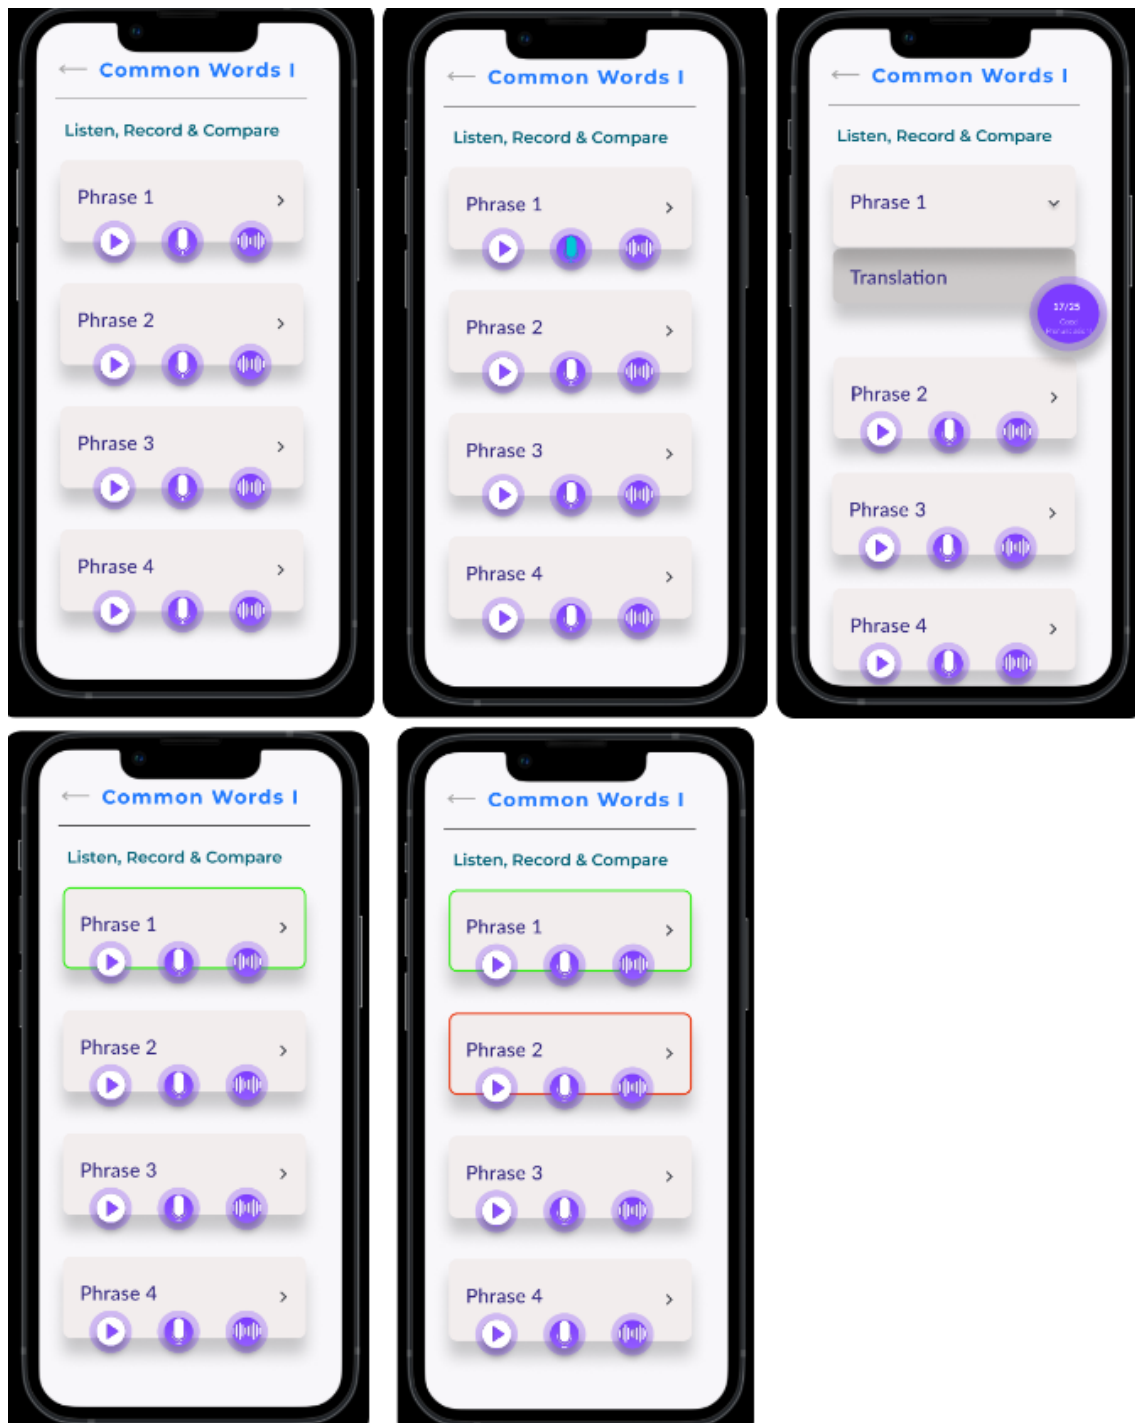 Common Words I
Listen, Record & Compare
Phrase 1
Phrase 2
Phrase 3
Phrase 4
Common Words I
Listen, Record & Compare
Phrase 1
Phrase 2
Phrase 3
Phrase 4
Common Words I
Listen, Record & Compare
Phrase 1
Translation
17/25
Phrase 2
Phrase 3
Phrase 4
Common Words I
Listen, Record & Compare
Phrase 1
Phrase 2
Phrase 3
Phrase 4
Common Words I
Listen, Record & Compare
Phrase 1
Phrase 2
Phrase 3
Phrase 4